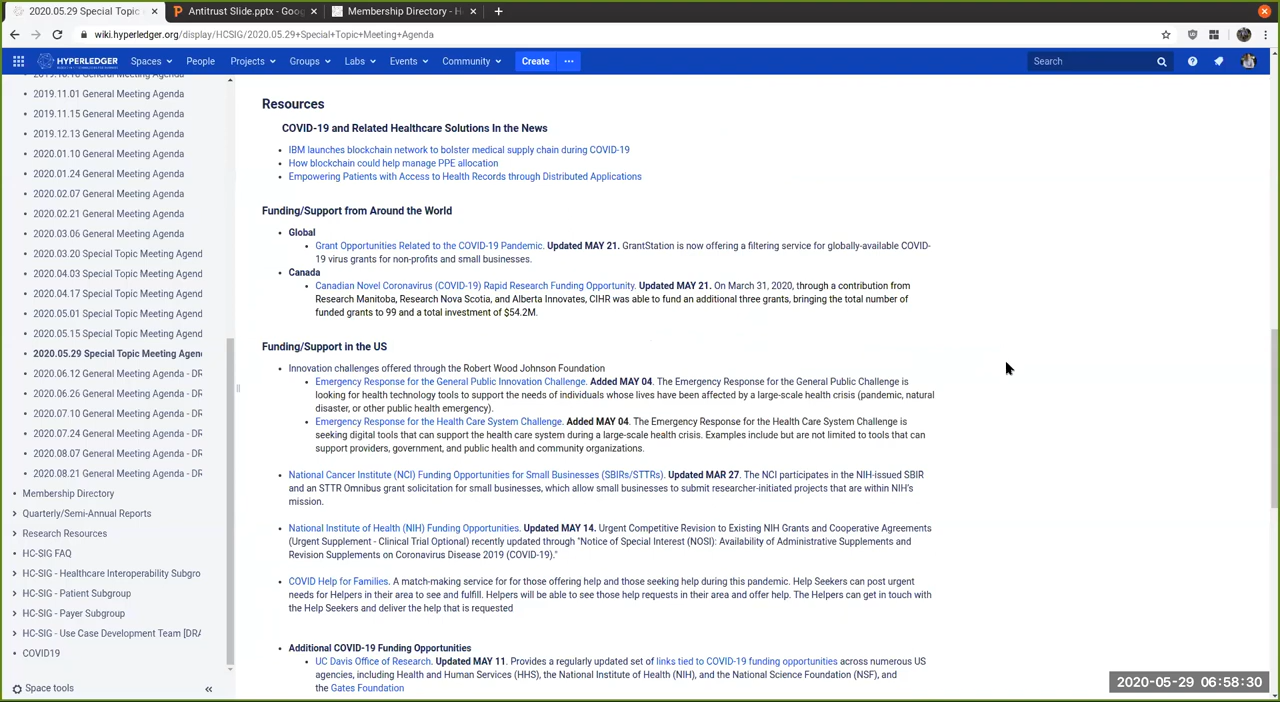 2020.05.29 Special Topic
Antitrust Slide.pptx - Goo
Membership Directory - H
wiki.hyperledger.org/display/HCSIG/2020.05.29+Special+Topic+Meeting+Agenda
HYPERLEDGER
Spaces
People
Projects
Groups
Labs
Events
Community
Create
Search
2019.11.01 General Meeting Agenda
2019.11.15 General Meeting Agenda
2019.12.13 General Meeting Agenda
2020.01.10 General Meeting Agenda
2020.01.24 General Meeting Agenda
2020.02.07 General Meeting Agenda
2020.02.21 General Meeting Agenda
2020.03.06 General Meeting Agenda
2020.03.20 Special Topic Meeting Agend
2020.04.03 Special Topic Meeting Agend
2020.04.17 Special Topic Meeting Agend
2020.05.01 Special Topic Meeting Agend
2020.05.15 Special Topic Meeting Agend
2020.05.29 Special Topic Meeting Agen
2020.06.12 General Meeting Agenda - DR
2020.06.26 General Meeting Agenda - DR
2020.07.10 General Meeting Agenda - DR
2020.07.24 General Meeting Agenda - DR
2020.08.07 General Meeting Agenda - DR
2020.08.21 General Meeting Agenda - DR
Membership Directory
Quarterly/Semi-Annual Reports
Research Resources
HC-SIG FAQ
HC-SIG - Healthcare Interoperability Subgro
HC-SIG - Patient Subgroup
HC-SIG - Payer Subgroup
HC-SIG - Use Case Development Team [DRA
COVID19
Space tools
Resources
COVID-19 and Related Healthcare Solutions In the News
IBM launches blockchain network to bolster medical supply chain during COVID-19
How blockchain could help manage PPE allocation
Empowering Patients with Access to Health Records through Distributed Applications
Funding/Support from Around the World
Global
Grant Opportunities Related to the COVID-19 Pandemic. Updated MAY 21. GrantStation is now offering a filtering service for globally-available COVID-
19 virus grants for non-profits and small businesses.
Canada
Canadian Novel Coronavirus (COVID-19) Rapid Research Funding Opportunity. Updated MAY 21. On March 31, 2020, through a contribution from
Research Manitoba, Research Nova Scotia, and Alberta Innovates, CIHR was able to fund an additional three grants, bringing the total number of
funded grants to 99 and a total investment of $54.2M.
Funding/Support in the US
Innovation challenges offered through the Robert Wood Johnson Foundation
Emergency Response for the General Public Innovation Challenge. Added MAY 04. The Emergency Response for the General Public Challenge is
looking for health technology tools to support the needs of individuals whose lives have been affected by a large-scale health crisis (pandemic, natural
disaster, or other public health emergency).
Emergency Response for the Health Care System Challenge. Added MAY 04. The Emergency Response for the Health Care System Challenge is
seeking digital tools that can support the health care system during a large-scale health crisis. Examples include but are not limited to tools that can
support providers, government, and public health and community organizations.
National Cancer Institute (NCI) Funding Opportunities for Small Businesses (SBIRs/STTRs). Updated MAR 27. The NCI participates in the NIH-issued SBIR
and an STTR Omnibus grant solicitation for small businesses, which allow small businesses to submit researcher-initiated projects that are within NIH's
mission.
National Institute of Health (NIH) Funding Opportunities. Updated MAY 14. Urgent Competitive Revision to Existing NIH Grants and Cooperative Agreements
(Urgent Supplement - Clinical Trial Optional) recently updated through "Notice of Special Interest (NOSI): Availability of Administrative Supplements and
Revision Supplements on Coronavirus Disease 2019 (COVID-19)."
COVID Help for Families. A match-making service for for those offering help and those seeking help during this pandemic. Help Seekers can post urgent
needs for Helpers in their area to see and fulfill. Helpers will be able to see those help requests in their area and offer help. The Helpers can get in touch with
the Help Seekers and deliver the help that is requested
Additional COVID-19 Funding Opportunities
UC Davis Office of Research. Updated MAY 11. Provides a regularly updated set of links tied to COVID-19 funding opportunities across numerous US
agencies, including Health and Human Services (HHS), the National Institute of Health (NIH), and the National Science Foundation (NSF), and
the Gates Foundation
2020-05-29 06:58:30